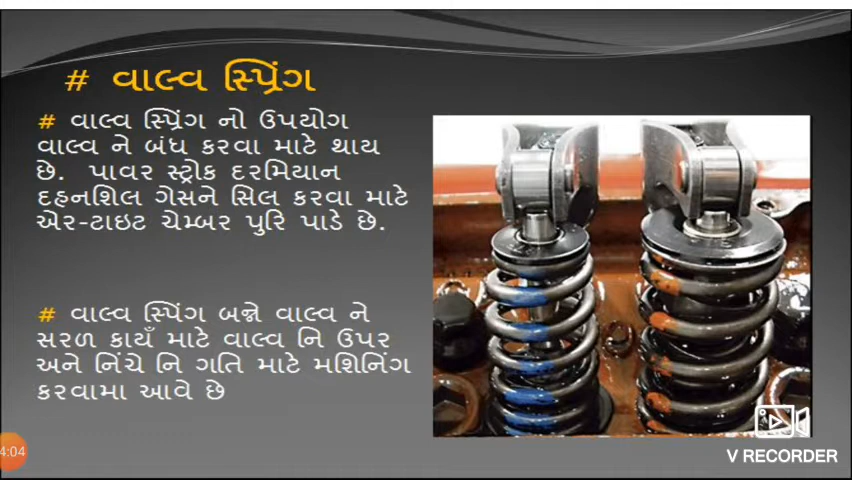 # વાલ્વ સ્પ્રિંગ
# વાલ્વ સ્પ્રિંગ નો ઉપયોગ
વાલ્વ ને બંધ કરવા માટે થાય
છે. પાવર સ્ટ્રોક દરમિયાન
દહનશિલ ગેસને સિલ કરવા માટે
એર-ટાઇટ ચેમ્બર પુરિ પાડે છે.
# વાલ્વ સ્પિંગ બન્ને વાલ્વ ને
સરળ કાયઁ માટે વાલ્વ નિ ઉપર
અને નિંચે નિ ગતિ માટે મશિનિંગ
કરવામા આવે છે
4:04
V RECORDER